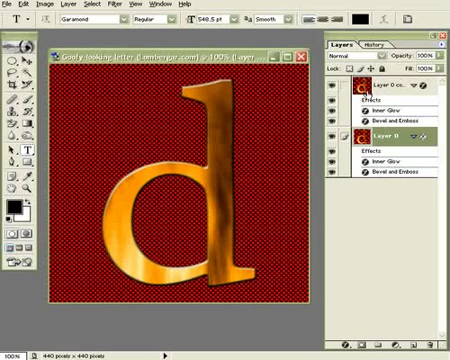 File Edit Image Layer Select Filter View Window Help
T Garamond Regular T 548.5 pt aa Smooth
Goofy-looking-letter @ 100% (Layer
Layers History
Normal Opacity: 100%
Lock: Fill: 100%
Layer 0 co...
Effects
Inner Glow
Bevel and Emboss
Layer 0
Effects
Inner Glow
Bevel and Emboss
d
100% 440 pixels x 440 pixels